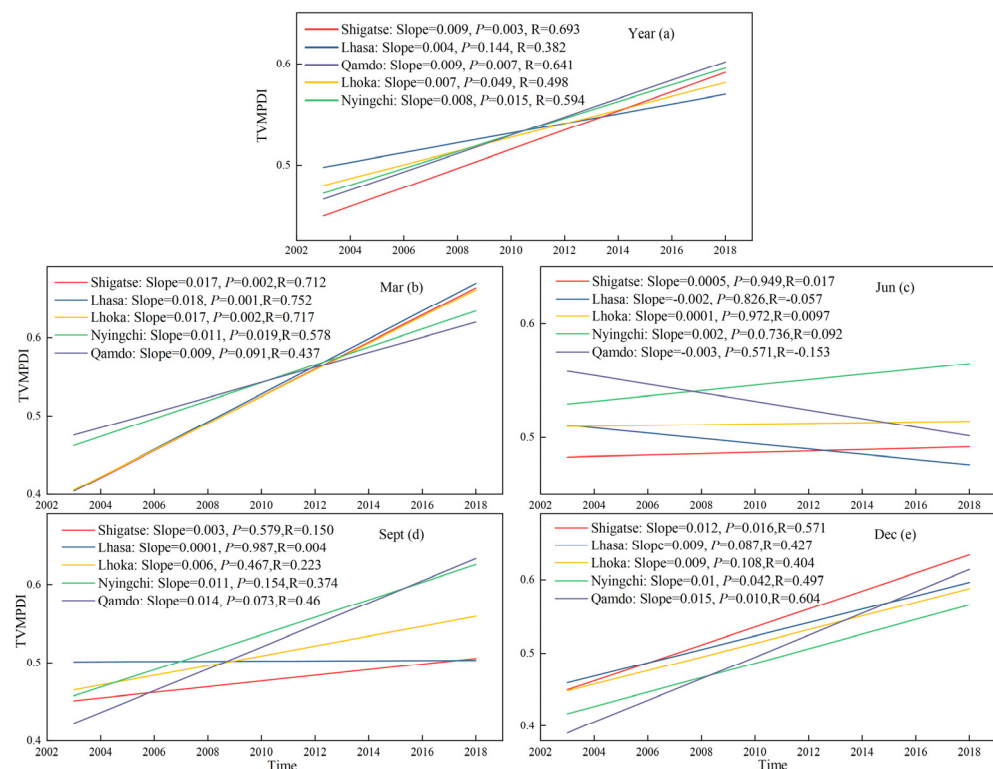 Shigatse: Slope=0.009, P=0.003, R=0.693
Year (a)
Lhasa: Slope=0.004, P=0.144, R=0.382
Qamdo: Slope=0.009, P=0.007, R=0.641
Lhoka: Slope=0.007, P=0.049, R=0.498
Nyingchi: Slope=0.008, P=0.015, R=0.594
TVMPDI
0.6
0.5
2002 2004 2006 2008 2010 2012 2014 2016 2018
Shigatse: Slope=0.017, P=0.002, R=0.712
Mar (b)
Lhasa: Slope=0.018, P=0.001,R=0.752
Lhoka: Slope=0.017, P=0.002,R=0.717
Nyingchi: Slope=0.011, P=0.019,R=0.578
Qamdo: Slope=0.009, P=0.091,R=0.437
TVMPDI
0.6
0.5
0.4
2002 2004 2006 2008 2010 2012 2014 2016 2018
Shigatse: Slope=0.0005, P=0.949,R=0.017
Jun (c)
Lhasa: Slope=-0.002, P=0.826,R=-0.057
Lhoka: Slope=0.0001, P=0.972,R=0.0097
Nyingchi: Slope=0.002, P=0.736,R=0.092
Qamdo: Slope=-0.003, P=0.571,R=-0.153
0.6
0.5
2002 2004 2006 2008 2010 2012 2014 2016 2018
Shigatse: Slope=0.003, P=0.579,R=0.150
Sept (d)
Lhasa: Slope=0.0001, P=0.987,R=0.004
Lhoka: Slope=0.006, P=0.467,R=0.223
Nyingchi: Slope=0.011, P=0.154,R=0.374
Qamdo: Slope=0.014, P=0.073,R=0.46
TVMPDI
0.6
0.5
0.4
2002 2004 2006 2008 2010 2012 2014 2016 2018
Time
Shigatse: Slope=0.012, P=0.016,R=0.571
Dec (e)
Lhasa: Slope=0.009, P=0.087,R=0.427
Lhoka: Slope=0.009, P=0.108,R=0.404
Nyingchi: Slope=0.01, P=0.042,R=0.497
Qamdo: Slope=0.015, P=0.010,R=0.604
0.6
0.5
0.4
2002 2004 2006 2008 2010 2012 2014 2016 2018
Time